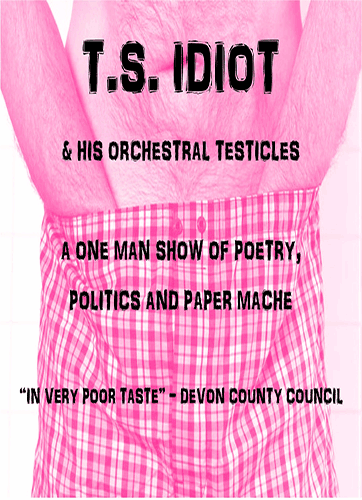 T.S. IDIOT
& HIS ORCHESTRAL TESTICLES
A ONE MAN SHOW OF POETRY,
POLITICS AND PAPER MACHE
“IN VERY POOR TASTE” - DEVON COUNTY COUNCIL